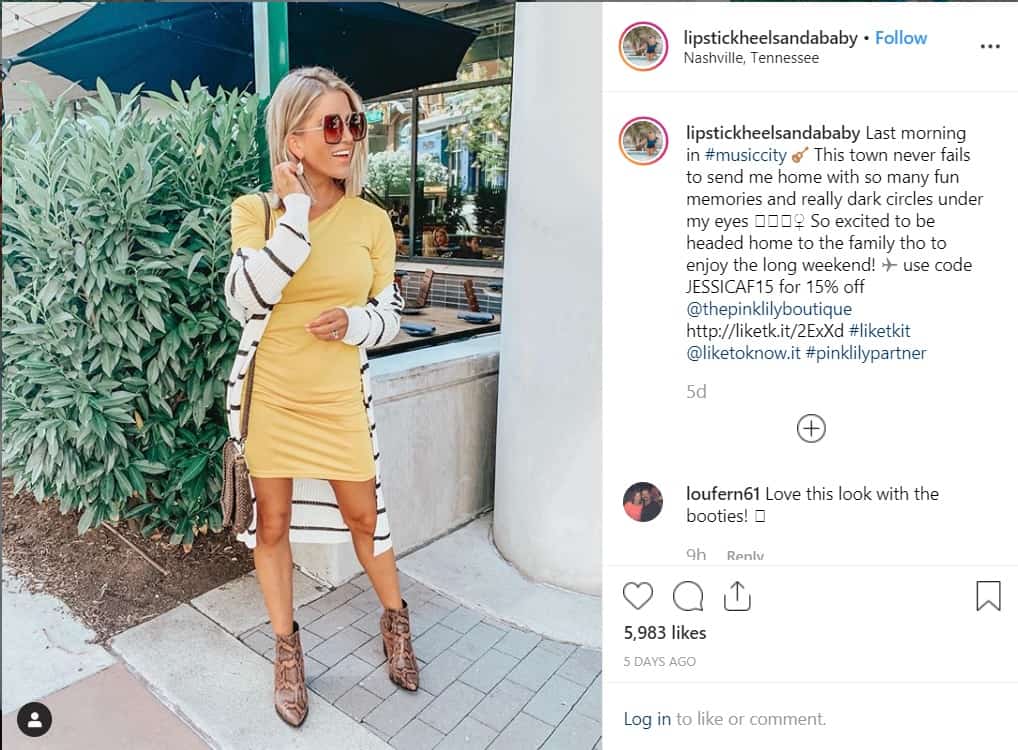 lipstickheelsandababy • Follow
Nashville, Tennessee
lipstickheelsandababy Last morning
in #musiccity 🎸 This town never fails
to send me home with so many fun
memories and really dark circles under
my eyes □□□♀ So excited to be
headed home to the family tho to
enjoy the long weekend! ✈ use code
JESSICAF15 for 15% off
@thepinklilyboutique
http://liketk.it/2ExXd #liketkit
@liketoknow.it #pinklilypartner
5d
loufern61 Love this look with the
booties! □
9h Reply
5,983 likes
5 DAYS AGO
Log in to like or comment.